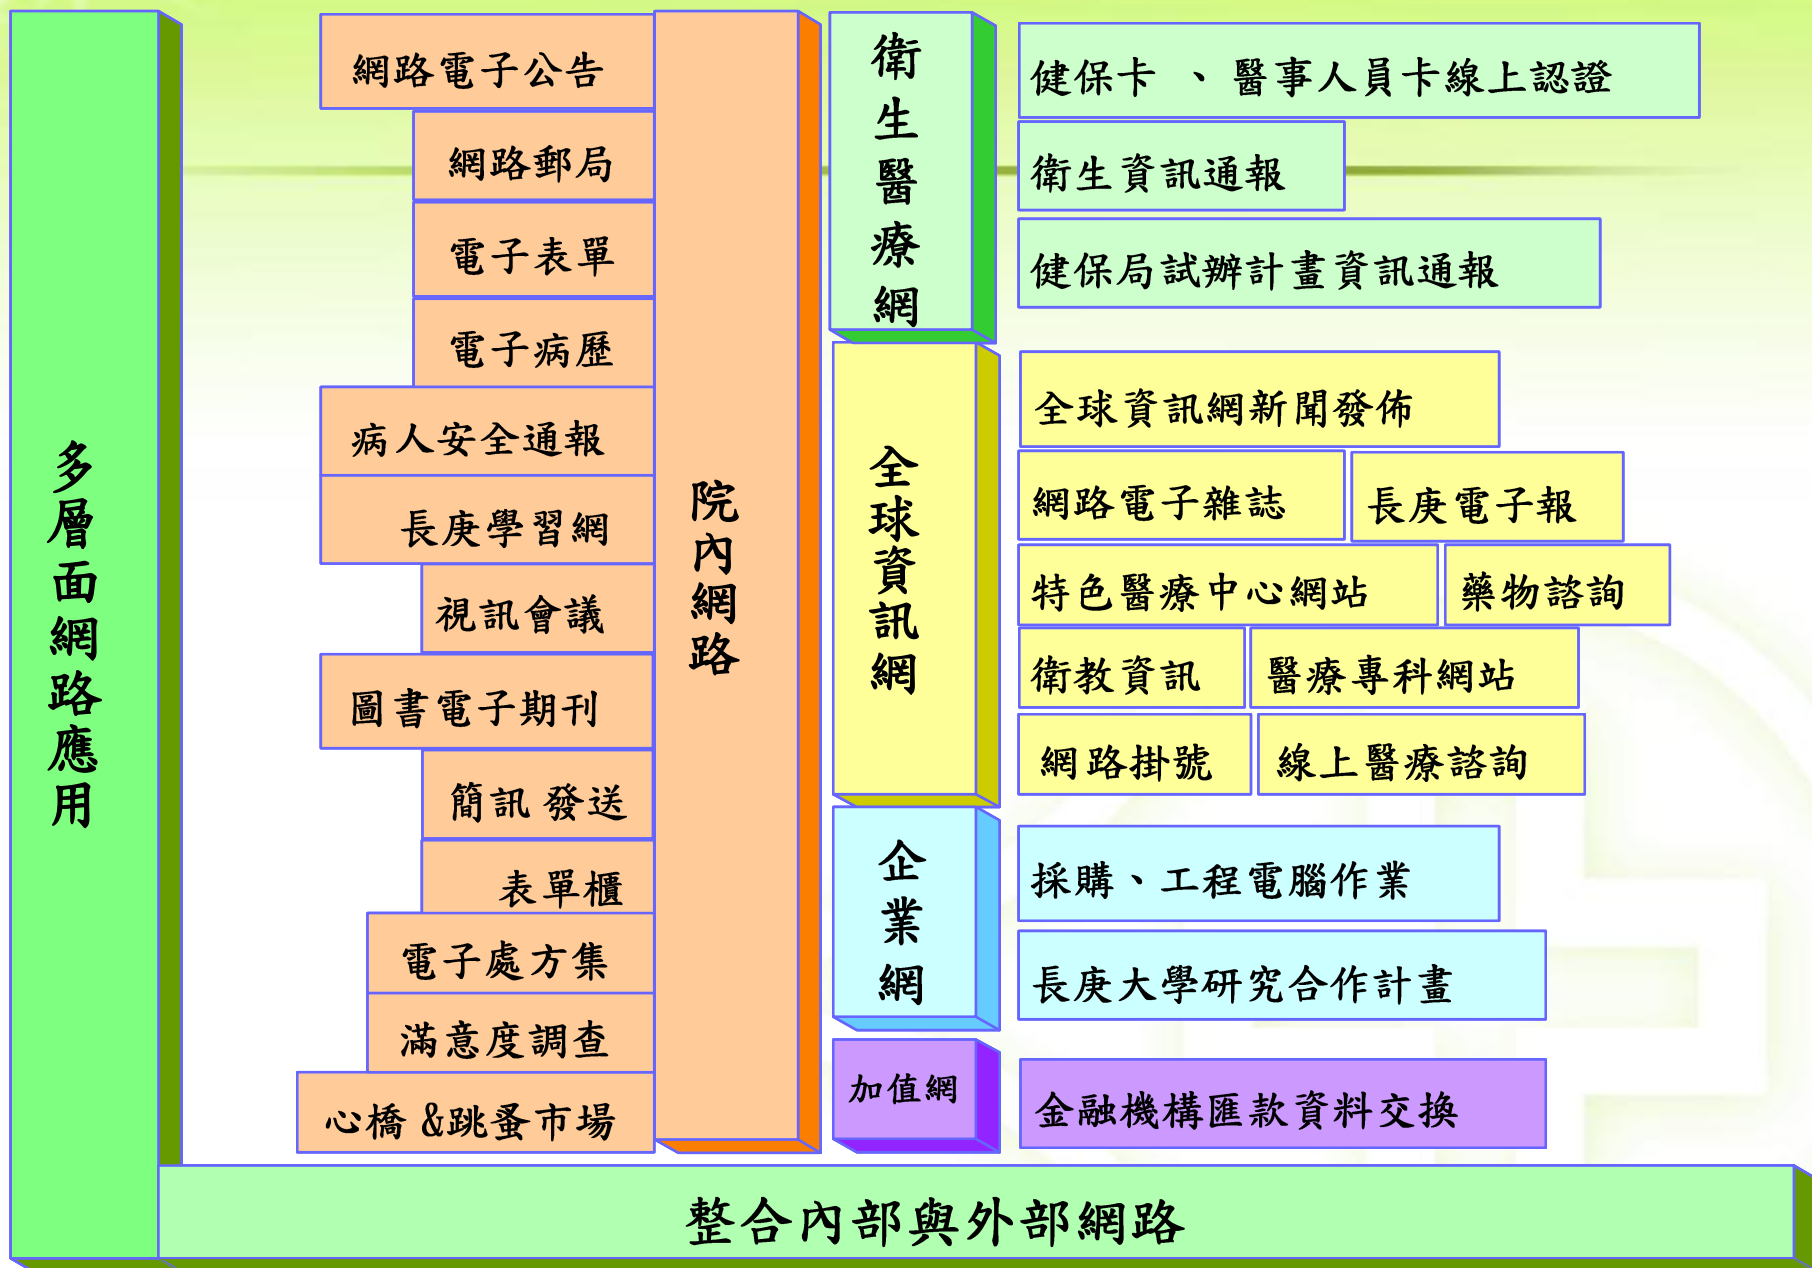 多層面網路應用
網路電子公告
網路郵局
電子表單
電子病歷
病人安全通報
長庚學習網
視訊會議
圖書電子期刊
簡訊 發送
表單櫃
電子處方集
滿意度調查
心橋 &跳蚤市場
院內網路
衛生醫療網
健保卡 、 醫事人員卡線上認證
衛生資訊通報
健保局試辦計畫資訊通報
全球資訊網
全球資訊網新聞發佈
網路電子雜誌
長庚電子報
特色醫療中心網站
藥物諮詢
衛教資訊
醫療專科網站
網路掛號
線上醫療諮詢
企業網
採購、工程電腦作業
長庚大學研究合作計畫
加值網
金融機構匯款資料交換
整合內部與外部網路